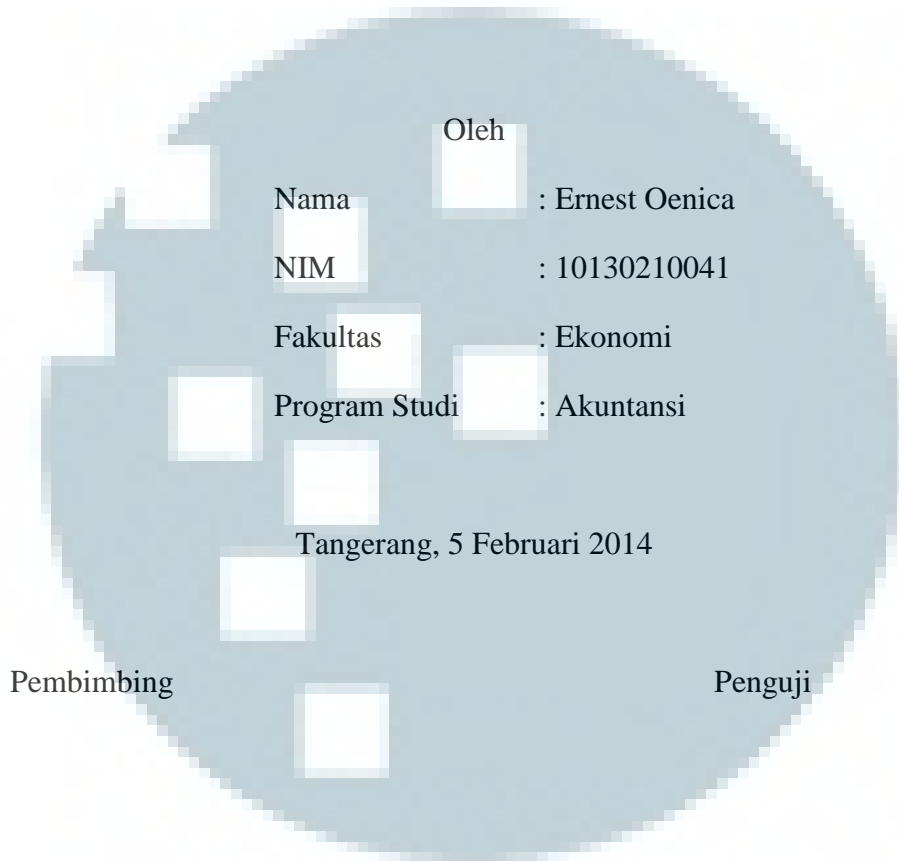 Oleh
Nama : Ernest Oenica
NIM : 10130210041
Fakultas : Ekonomi
Program Studi : Akuntansi
Tangerang, 5 Februari 2014
Pembimbing Penguji